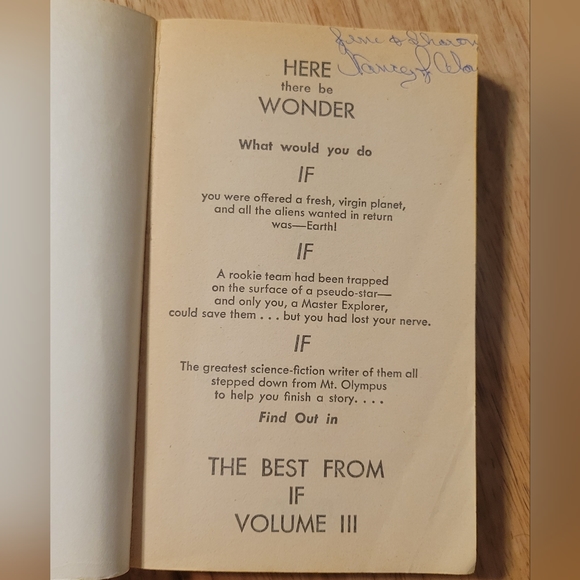 June & Sharon
HERE
there be
WONDER
What would you do
IF
you were offered a fresh, virgin planet,
and all the aliens wanted in return
was—Earth!
IF
A rookie team had been trapped
on the surface of a pseudo-star—
and only you, a Master Explorer,
could save them . . . but you had lost your nerve.
IF
The greatest science-fiction writer of them all
stepped down from Mt. Olympus
to help you finish a story. . . .
Find Out in
THE BEST FROM
IF
VOLUME III